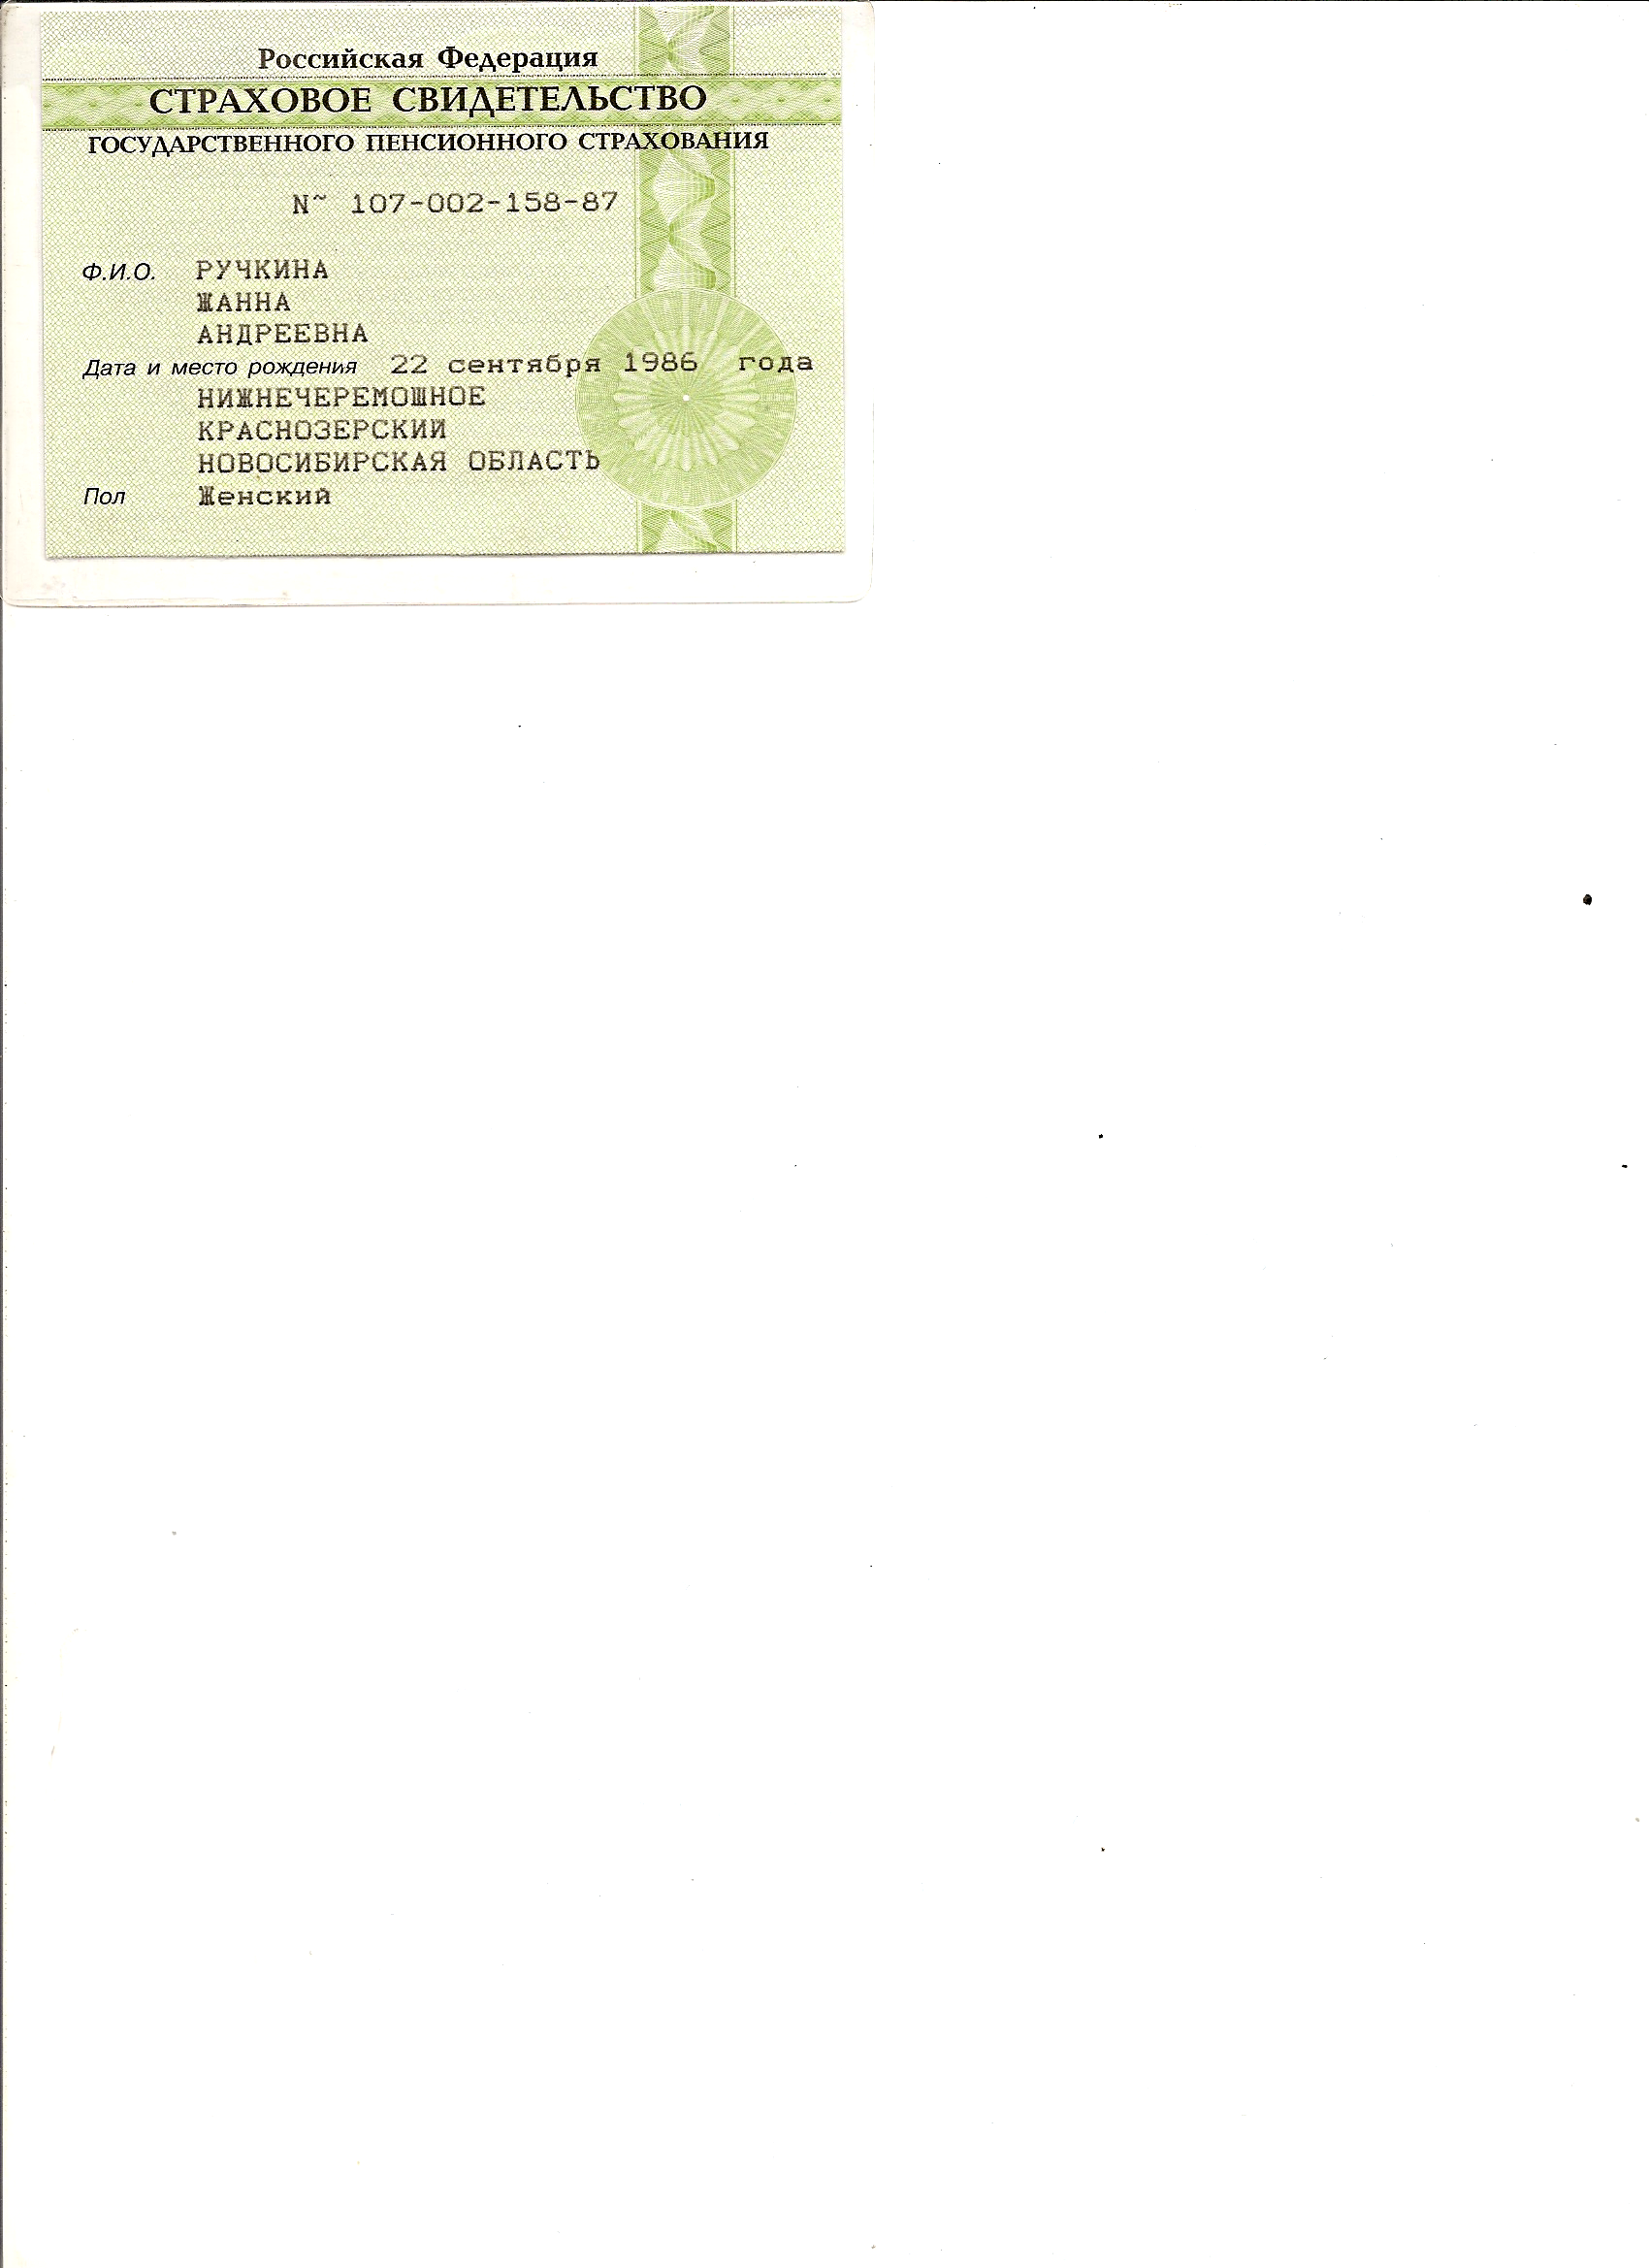 Российская Федерация
СТРАХОВОЕ СВИДЕТЕЛЬСТВО
ГОСУДАРСТВЕННОГО ПЕНСИОННОГО СТРАХОВАНИЯ
N~ 107-002-158-87
Ф.И.О. РУЧКИНА
ЖАННА
АНДРЕЕВНА
Дата и место рождения 22 сентября 1986 года
НИЖНЕЧЕРЕМОШНОЕ
КРАСНОЗЕРСКИЙ
НОВОСИБИРСКАЯ ОБЛАСТЬ
Пол Женский